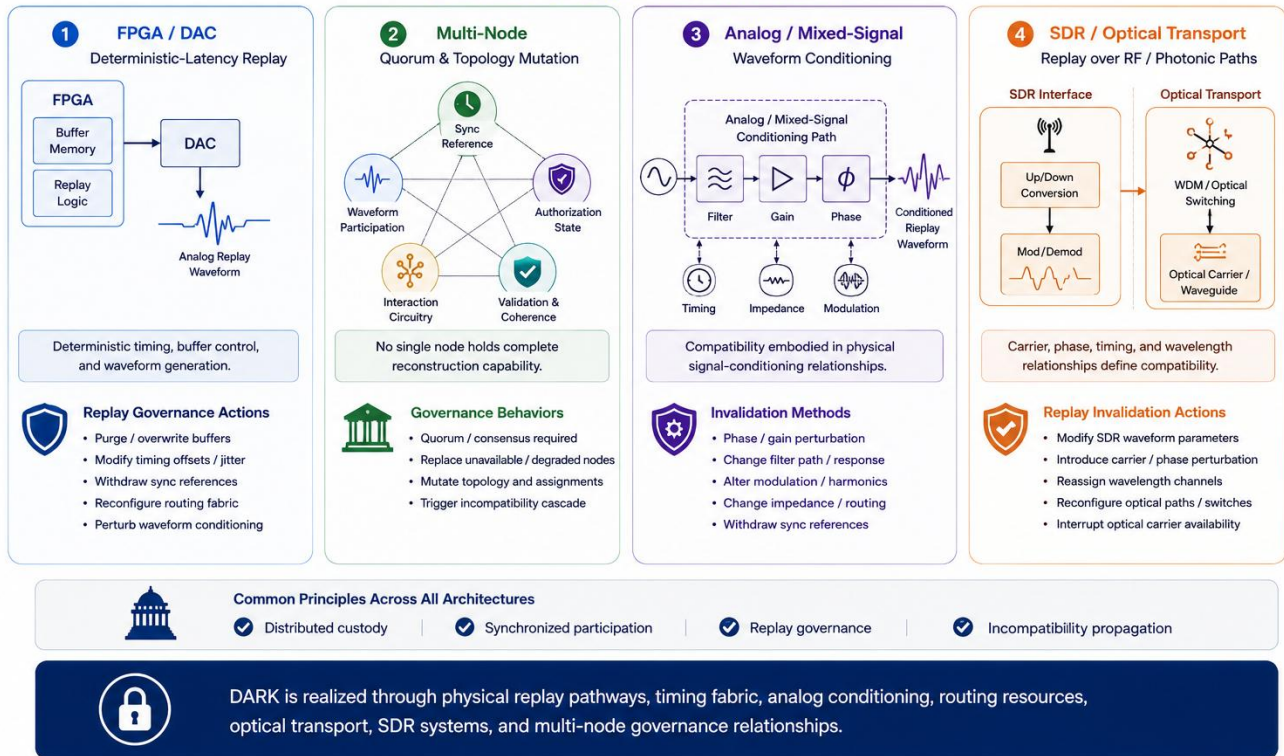 1 FPGA / DAC
Deterministic-Latency Replay
FPGA
Buffer
Memory
Replay
Logic
DAC
Analog Replay
Waveform
Deterministic timing, buffer control,
and waveform generation.
Replay Governance Actions
• Purge / overwrite buffers
• Modify timing offsets / jitter
• Withdraw sync references
• Reconfigure routing fabric
• Perturb waveform conditioning
2 Multi-Node
Quorum & Topology Mutation
Sync
Reference
Waveform
Participation
Authorization
State
Interaction
Circuitry
Validation &
Coherence
No single node holds complete
reconstruction capability.
Governance Behaviors
• Quorum / consensus required
• Replace unavailable / degraded nodes
• Mutate topology and assignments
• Trigger incompatibility cascade
3 Analog / Mixed-Signal
Waveform Conditioning
Analog / Mixed-Signal
Conditioning Path
ϕ
Filter
Gain
Phase
Conditioned
Rieplay
Waveform
Timing
Impedance
Modulation
Compatibility embodied in physical
signal-conditioning relationships.
Invalidation Methods
• Phase / gain perturbation
• Change filter path / response
• Alter modulation / harmonics
• Change impedance / routing
• Withdraw sync references
4 SDR / Optical Transport
Replay over RF / Photonic Paths
SDR Interface
Up/Down
Conversion
Mod/Demod
Optical Transport
WDM / Optical
Switching
Optical Carrier /
Waveguide
Carrier, phase, timing, and wavelength
relationships define compatibility.
Replay Invalidation Actions
• Modify SDR waveform parameters
• Introduce carrier / phase perturbation
• Reassign wavelength channels
• Reconfigure optical paths / switches
• Interrupt optical carrier availability
Common Principles Across All Architectures
Distributed custody
Synchronized participation
Replay governance
Incompatibility propagation
DARK is realized through physical replay pathways, timing fabric, analog conditioning, routing resources,
optical transport, SDR systems, and multi-node governance relationships.